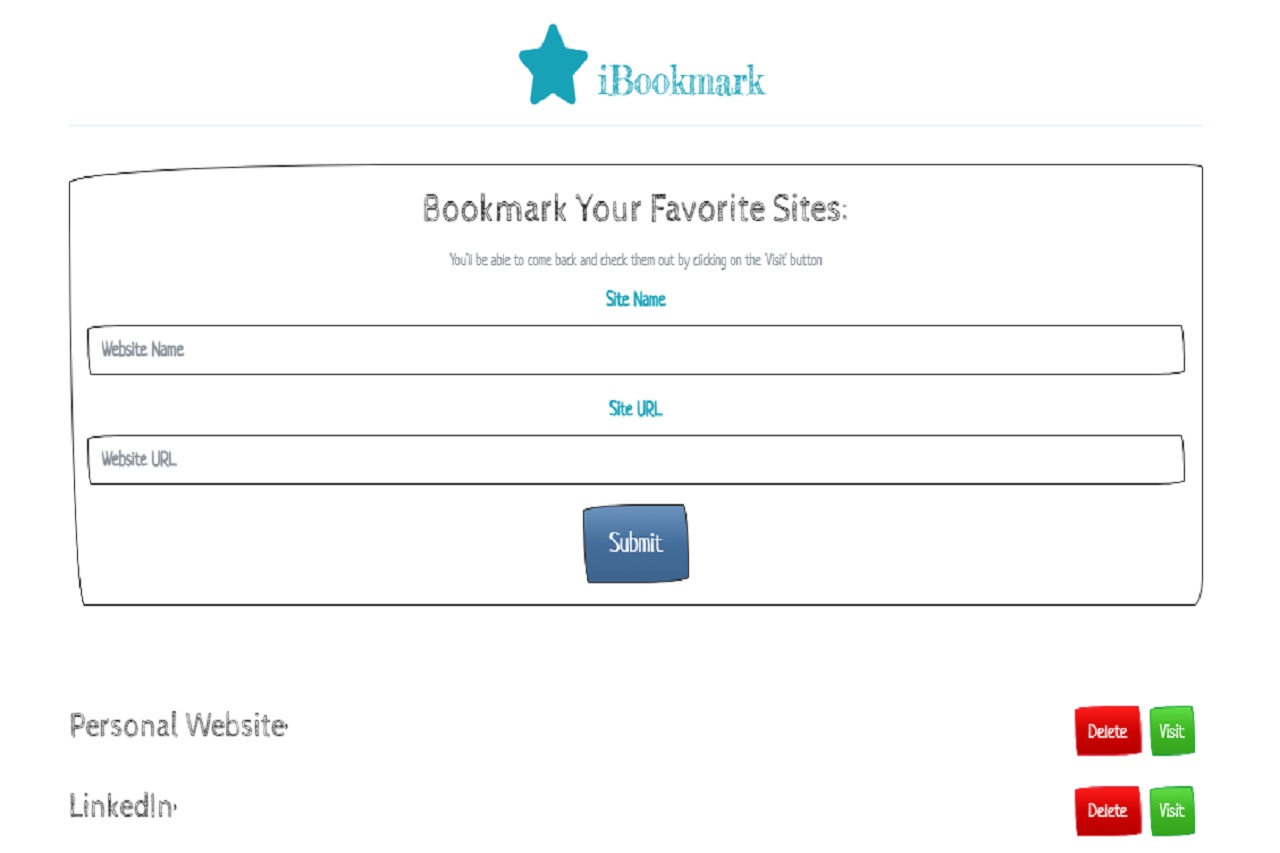 iBookmark
Bookmark Your Favorite Sites:
You'll be able to come back and check them out by clicking on the 'Visit' button
Site Name
Website Name
Site URL
Website URL
Submit
Personal Website: Delete Visit
LinkedIn: Delete Visit